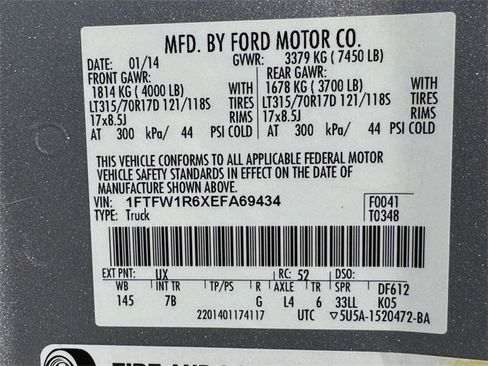 MFD. BY FORD MOTOR CO.
DATE: 01/14 GVWR: 3379 KG ( 7450 LB)
FRONT GAWR: REAR GAWR:
1814 KG ( 4000 LB) WITH 1678 KG ( 3700 LB) WITH
LT315/70R17D 121/118S TIRES LT315/70R17D 121/118S TIRES
17x8.5J RIMS 17x8.5J RIMS
AT 300 kPa/ 44 PSI COLD AT 300 kPa/ 44 PSI COLD
THIS VEHICLE CONFORMS TO ALL APPLICABLE FEDERAL MOTOR
VEHICLE SAFETY STANDARDS IN EFFECT ON THE DATE OF
MANUFACTURE SHOWN ABOVE.
VIN: 1FTFW1R6XEFA69434 F0041
TYPE: Truck T0348
EXT PNT: UX RC: 52 DSO:
WB INT TR TP/PS R AXLE TR SPR DF612
145 7B G L4 6 33LL K05
2201401174117 UTC ▽5U5A-1520472-BA